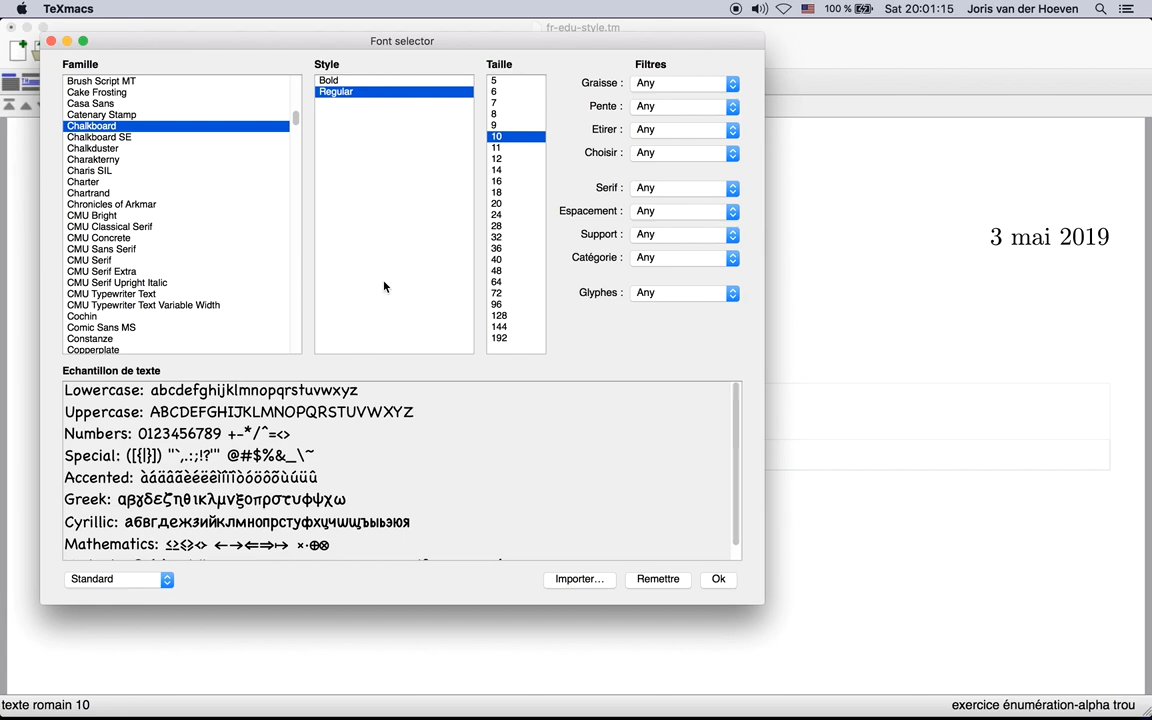 TeXmacs
100 %
Sat 20:01:15
Joris van der Hoeven
fr-edu-style.tm
Font selector
Famille
Brush Script MT
Cake Frosting
Casa Sans
Catenary Stamp
Chalkboard
Chalkboard SE
Chalkduster
Charakterny
Charis SIL
Charter
Chartrand
Chronicles of Arkmar
CMU Bright
CMU Classical Serif
CMU Concrete
CMU Sans Serif
CMU Serif
CMU Serif Extra
CMU Serif Upright Italic
CMU Typewriter Text
CMU Typewriter Text Variable Width
Cochin
Comic Sans MS
Constanze
Copperplate
Style
Bold
Regular
Taille
5
6
7
8
9
10
11
12
14
16
18
20
24
28
32
36
40
48
64
72
96
128
144
192
Filtres
Graisse : Any
Pente : Any
Etirer : Any
Choisir : Any
Serif : Any
Espacement : Any
Support : Any
Catégorie : Any
Glyphes : Any
3 mai 2019
Echantillon de texte
Lowercase: abcdefghijklmnopqrstuvwxyz
Uppercase: ABCDEFGHIJKLMNOPQRSTUVWXYZ
Numbers: 0123456789 +-*/^=<>
Special: ([{|}]) "`,.:;!?'" @#$%&_\~
Accented: àáäâãèéëêìíïîòóöôõùúüû
Greek: αβγδεζηθικλμνξοπρστυφψχω
Cyrillic: абвгдежзийклмнопрстуфхцчшщъыьэюя
Mathematics: ≤≥≶≷<> ←→⇐⇒↦ ×·⊕⊗
Standard
Importer...
Remettre
Ok
texte romain 10
exercice énumération-alpha trou